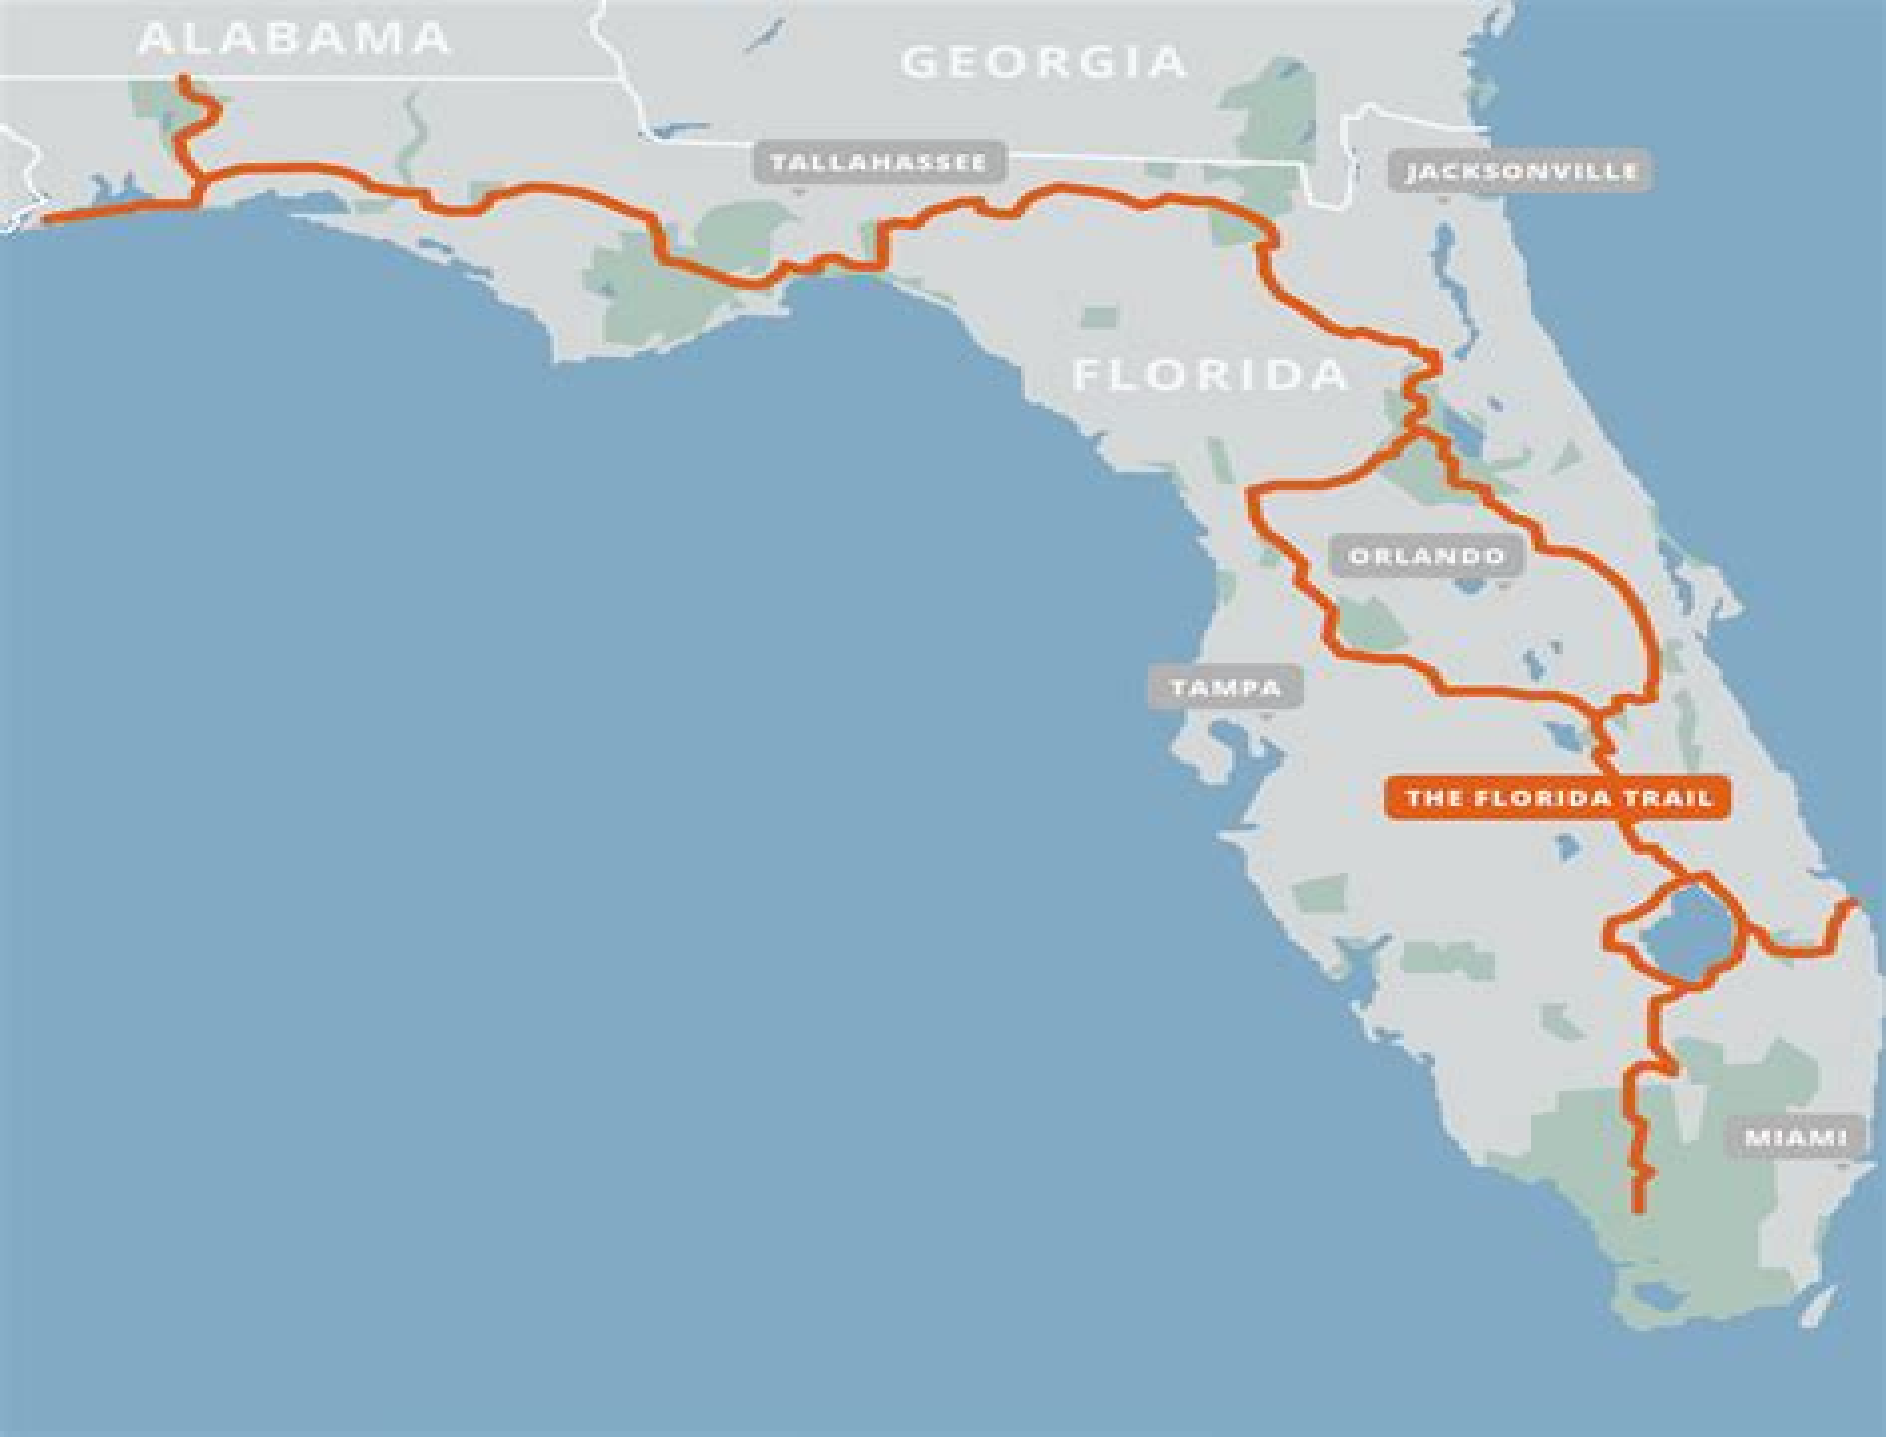 ALABAMA
GEORGIA
TALLAHASSEE
JACKSONVILLE
FLORIDA
ORLANDO
TAMPA
THE FLORIDA TRAIL
MIAMI